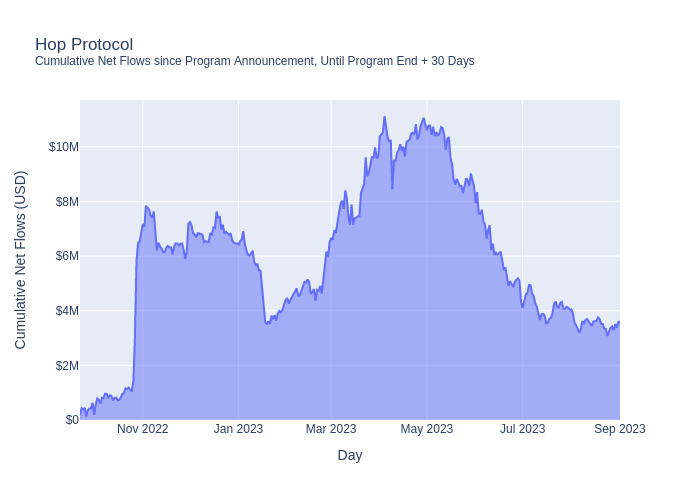 Hop Protocol
Cumulative Net Flows since Program Announcement, Until Program End + 30 Days
Cumulative Net Flows (USD)
$10M
$8M
$6M
$4M
$2M
$0
Nov 2022
Jan 2023
Mar 2023
May 2023
Jul 2023
Sep 2023
Day